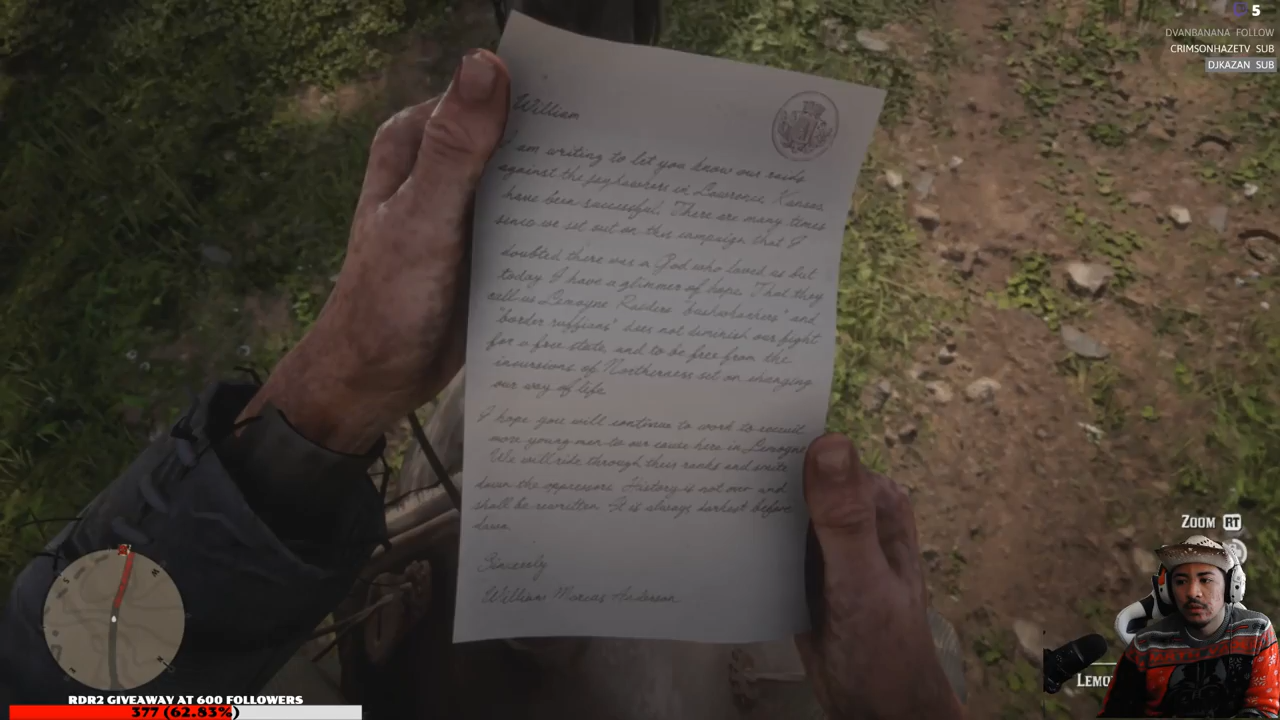 5
DVANBANANA FOLLOW
CRIMSONHAZETV SUB
DJKAZAN SUB
William
I am writing to let you know our raids
against the jayhawkers in Lawrence, Kansas
have been successful. There are many times
since we set out on this campaign that I
doubted there was a God who loved us but
today I have a glimmer of hope. That they
call us Lemoyne Raiders "bushwhackers" and
"border ruffians" does not diminish our fight
for a free state, and to be free from the
incursions of Northerners set on changing
our way of life.
I hope you will continue to work to recruit
more young men to our cause here in Lemoyne
We will ride through their ranks and smite
down the oppressors. History is not over and
shall be rewritten. It is always darkest before
dawn.
Sincerely
William Marcus Anderson
ZOOM RT
LEMO
RDR2 GIVEAWAY AT 600 FOLLOWERS
377 (62.83%)